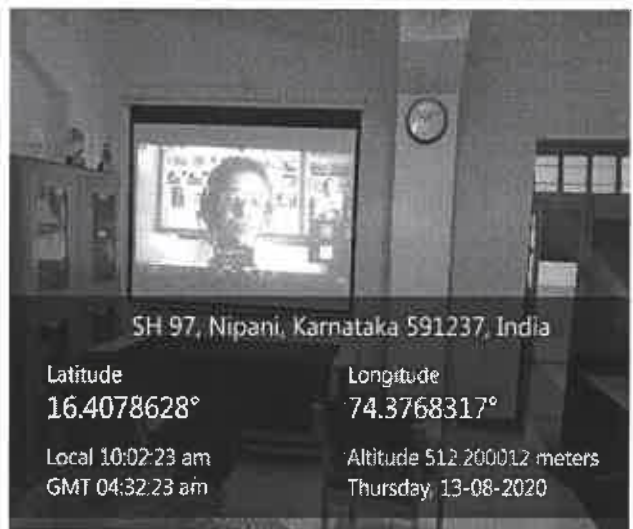 SH 97, Nipani, Karnataka 591237, India
Latitude
16.4078628°
Longitude
74.3768317°
Local 10:02:23 am
GMT 04:32:23 am
Altitude 512.200012 meters
Thursday, 13-08-2020